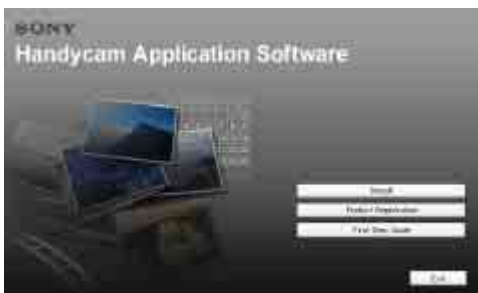 SONY
Handycam Application Software
Install
Product Registration
First Step Guide
Exit